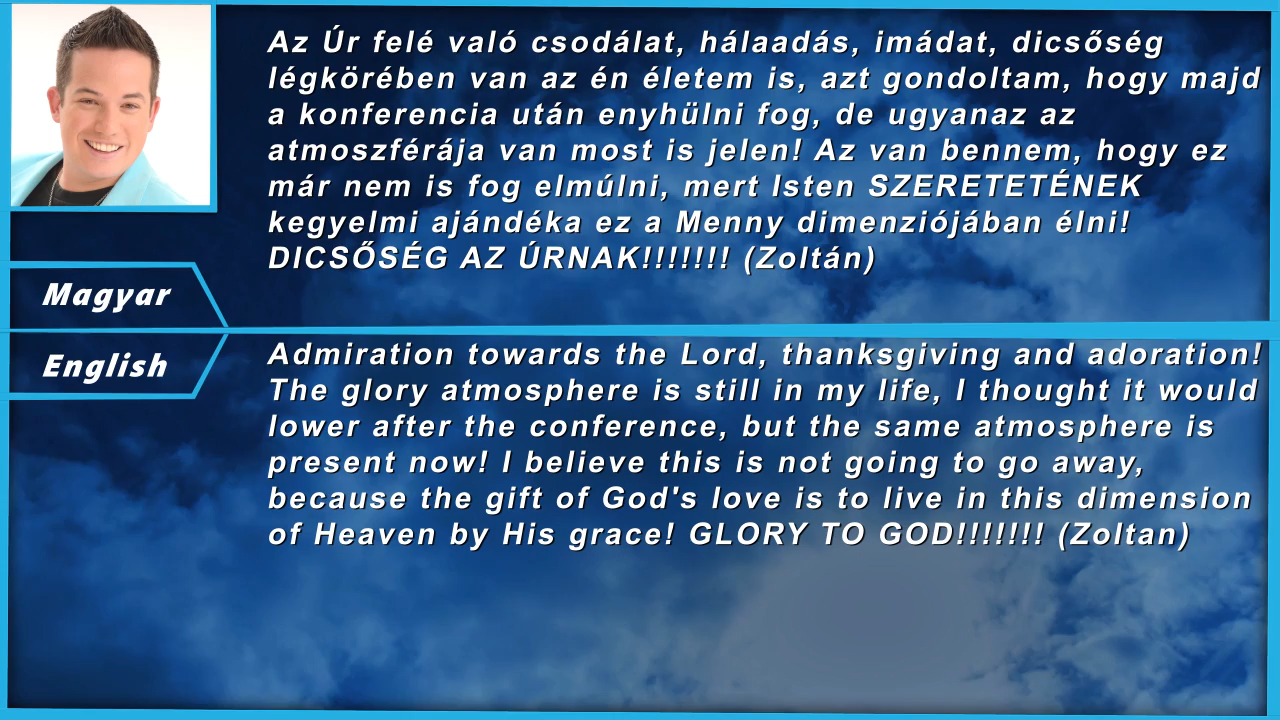 Az Úr felé való csodálat, hálaadás, imádat, dicsőség
légkörében van az én életem is, azt gondoltam, hogy majd
a konferencia után enyhülni fog, de ugyanaz az
atmoszférája van most is jelen! Az van bennem, hogy ez
már nem is fog elmúlni, mert Isten SZERETETÉNEK
kegyelmi ajándéka ez a Menny dimenziójában élni!
DICSŐSÉG AZ ÚRNAK!!!!!!! (Zoltán)
Magyar
English
Admiration towards the Lord, thanksgiving and adoration!
The glory atmosphere is still in my life, I thought it would
lower after the conference, but the same atmosphere is
present now! I believe this is not going to go away,
because the gift of God's love is to live in this dimension
of Heaven by His grace! GLORY TO GOD!!!!!!! (Zoltan)